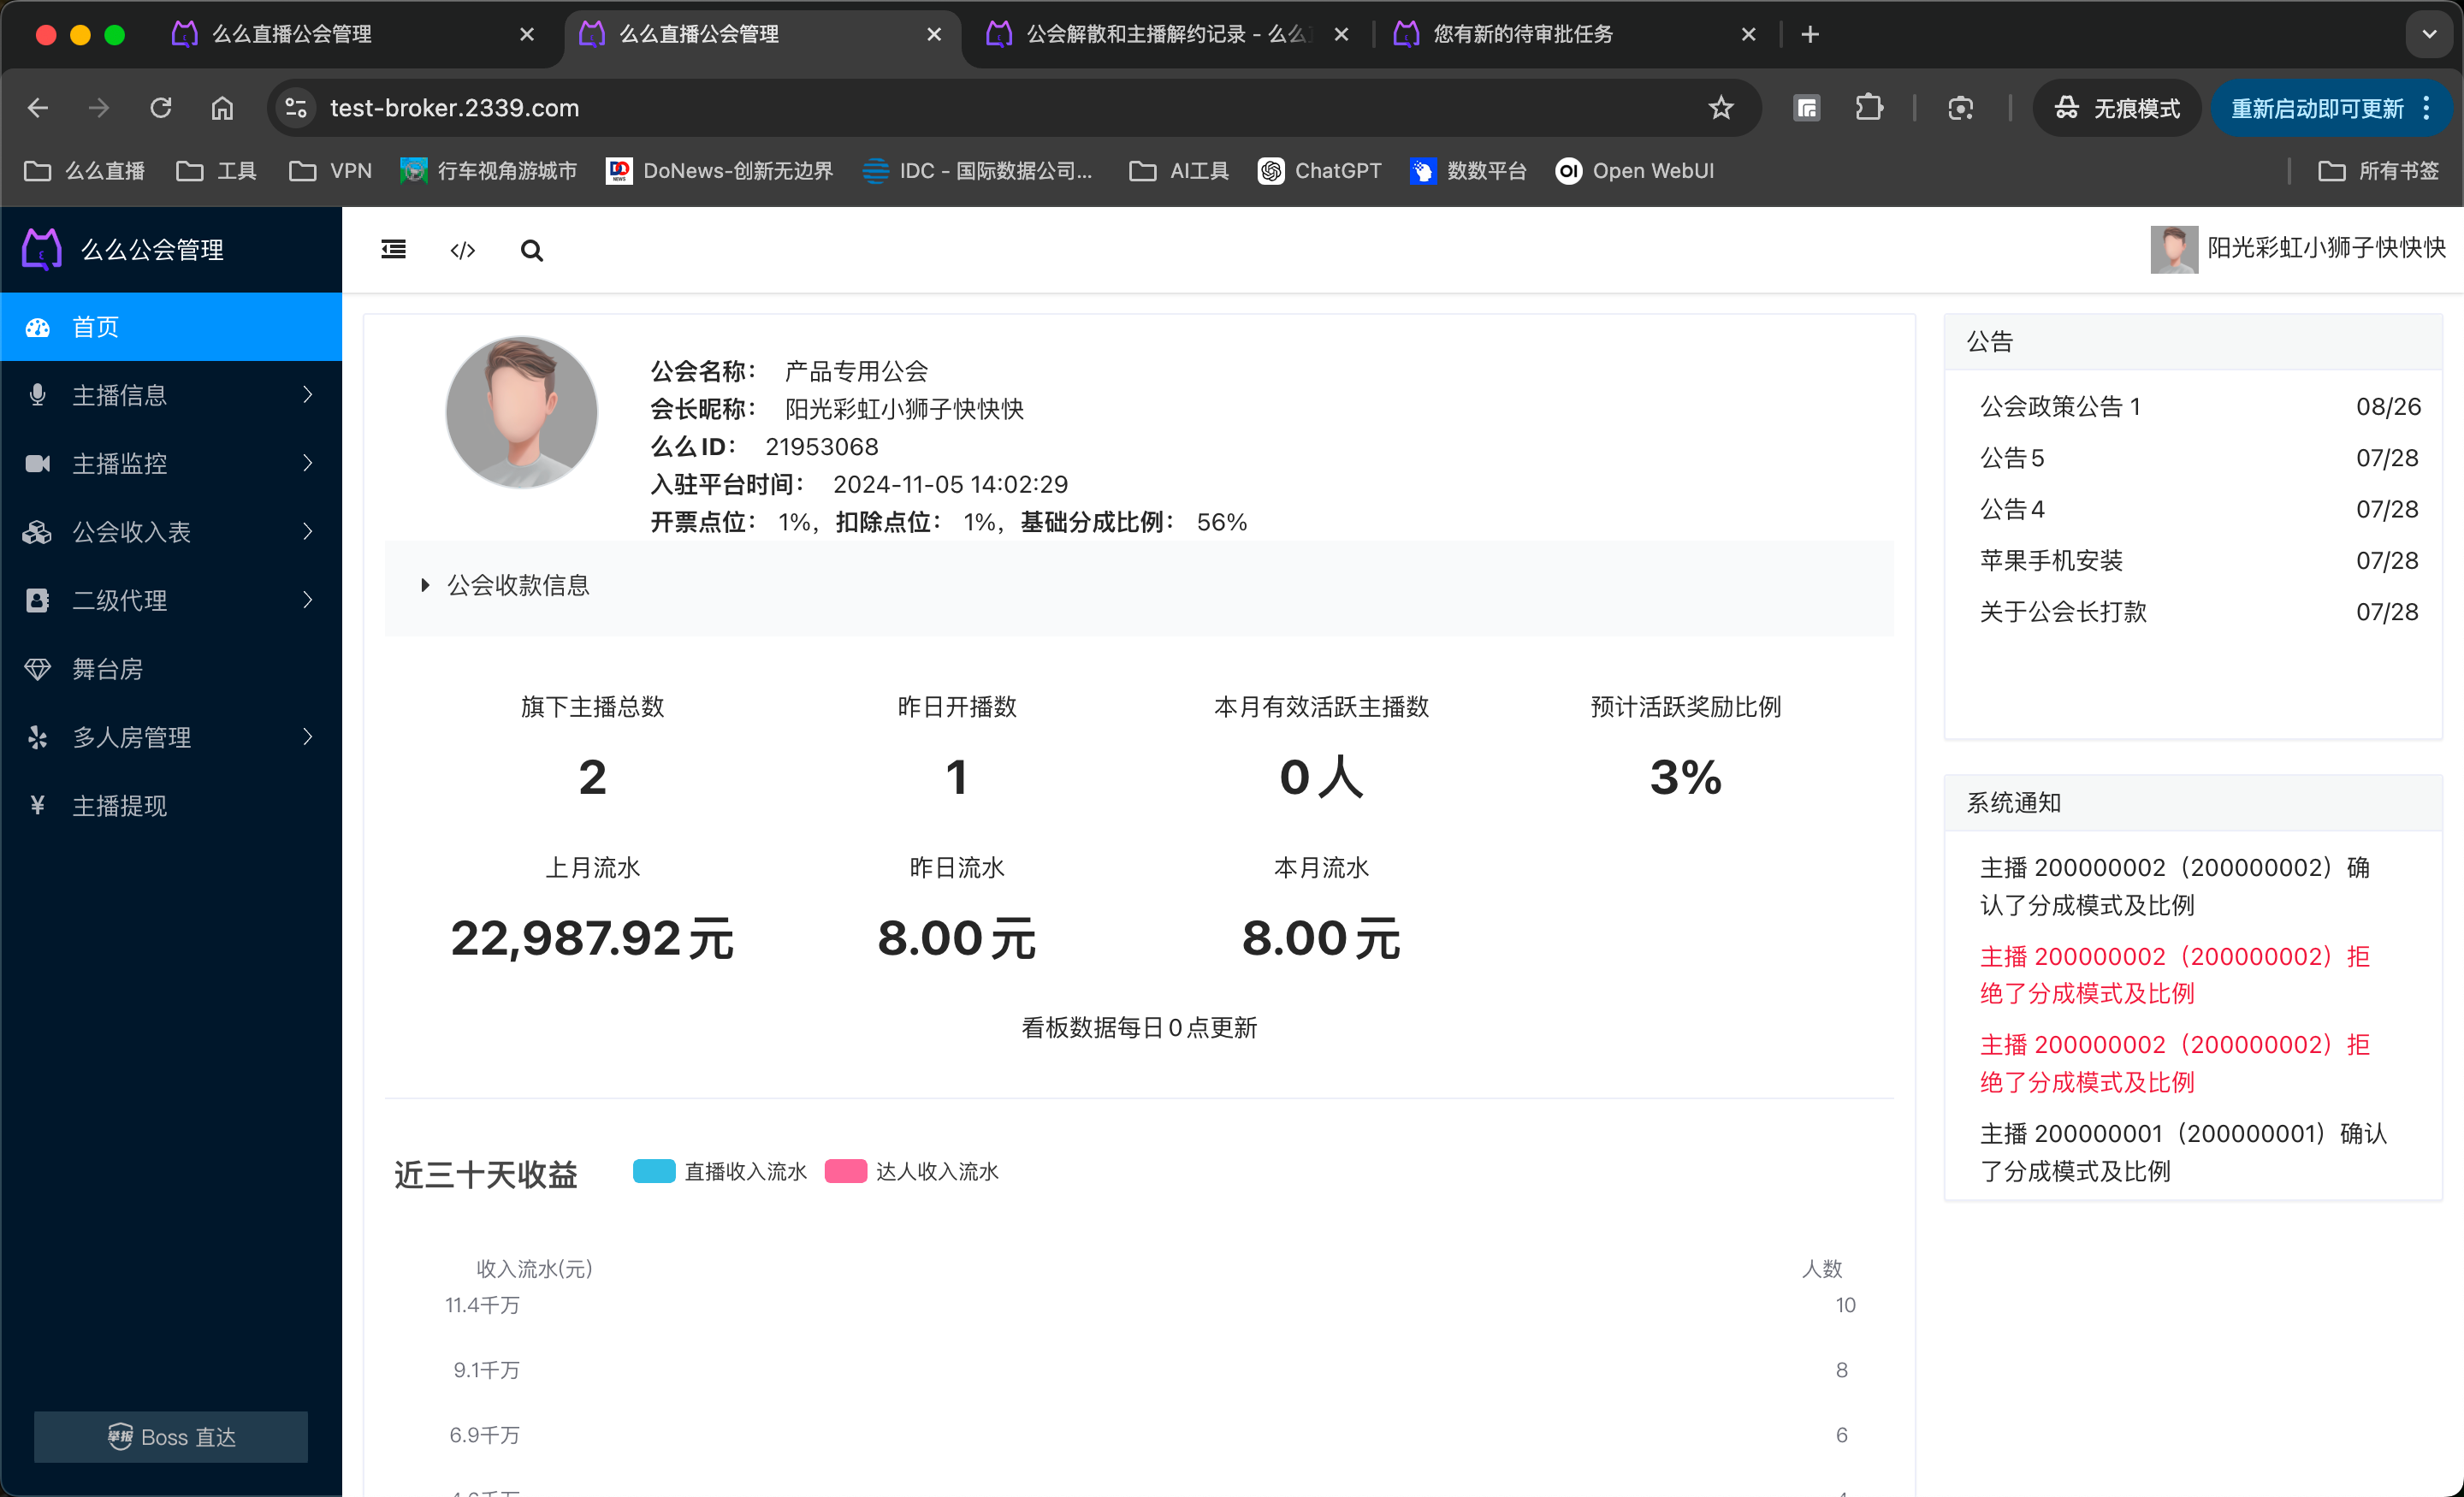 么么直播公会管理
么么直播公会管理
公会解散和主播解约记录 - 么么
您有新的待审批任务
test-broker.2339.com
无痕模式
重新启动即可更新
么么直播
工具
VPN
行车视角游城市
DoNews-创新无边界
IDC - 国际数据公司...
AI工具
ChatGPT
数数平台
OI Open WebUI
所有书签
么么公会管理
首页
主播信息
主播监控
公会收入表
二级代理
舞台房
多人房管理
¥ 主播提现
举报 Boss 直达
阳光彩虹小狮子快快快
公会名称： 产品专用公会
会长昵称： 阳光彩虹小狮子快快快
么么ID： 21953068
入驻平台时间： 2024-11-05 14:02:29
开票点位： 1%，扣除点位： 1%，基础分成比例： 56%
公会收款信息
旗下主播总数 昨日开播数 本月有效活跃主播数 预计活跃奖励比例
2 1 0人 3%
上月流水 昨日流水 本月流水
22,987.92元 8.00元 8.00元
看板数据每日0点更新
近三十天收益 直播收入流水 达人收入流水
收入流水(元) 人数
11.4千万 10
9.1千万 8
6.9千万 6
公告
公会政策公告1 08/26
公告5 07/28
公告4 07/28
苹果手机安装 07/28
关于公会长打款 07/28
系统通知
主播 200000002（200000002）确
认了分成模式及比例
主播 200000002（200000002）拒
绝了分成模式及比例
主播 200000002（200000002）拒
绝了分成模式及比例
主播 200000001（200000001）确认
了分成模式及比例